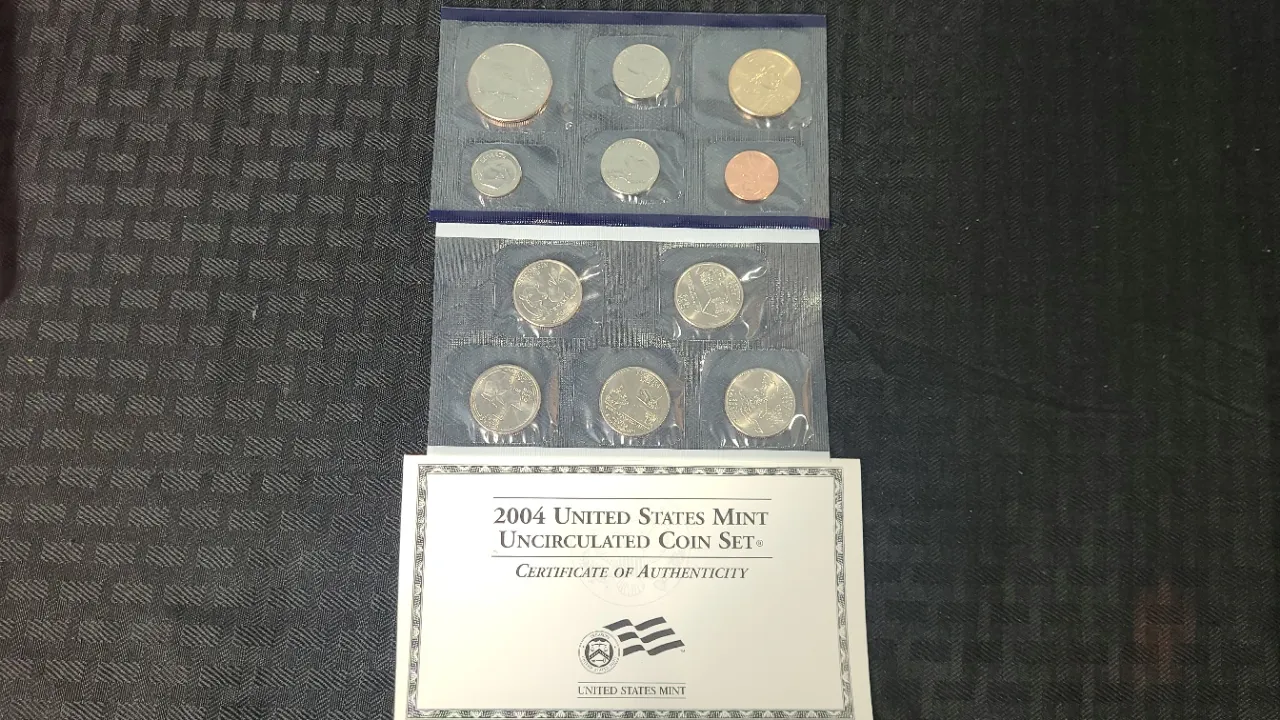 2004 UNITED STATES MINT
UNCIRCULATED COIN SET®
CERTIFICATE OF AUTHENTICITY
UNITED STATES MINT